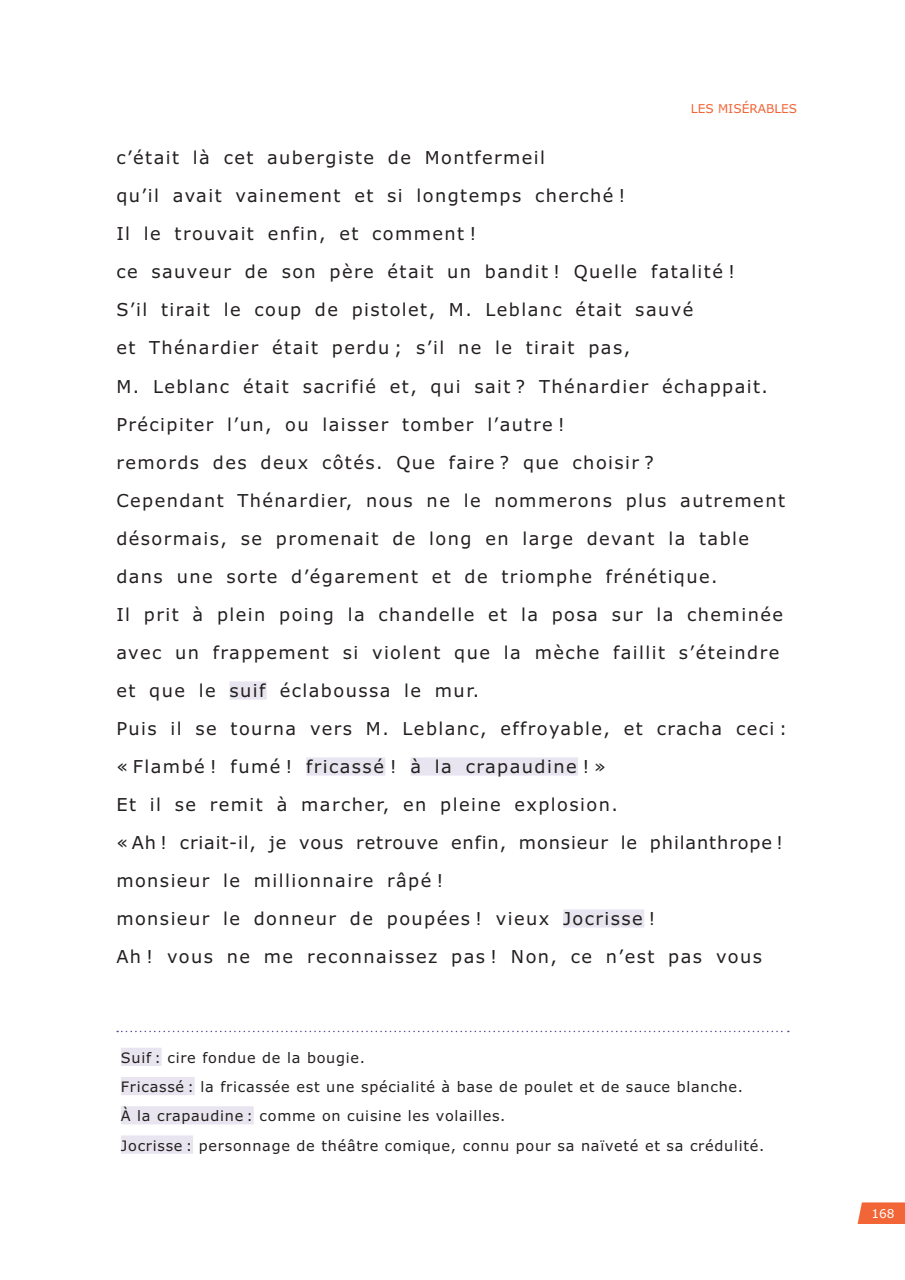 LES MISÉRABLES
c’était là cet aubergiste de Montfermeil
qu’il avait vainement et si longtemps cherché !
Il le trouvait enfin, et comment !
ce sauveur de son père était un bandit ! Quelle fatalité !
S’il tirait le coup de pistolet, M. Leblanc était sauvé
et Thénardier était perdu ; s’il ne le tirait pas,
M. Leblanc était sacrifié et, qui sait ? Thénardier échappait.
Précipiter l’un, ou laisser tomber l’autre !
remords des deux côtés. Que faire ? que choisir ?
Cependant Thénardier, nous ne le nommerons plus autrement
désormais, se promenait de long en large devant la table
dans une sorte d’égarement et de triomphe frénétique.
Il prit à plein poing la chandelle et la posa sur la cheminée
avec un frappement si violent que la mèche faillit s’éteindre
et que le suif éclaboussa le mur.
Puis il se tourna vers M. Leblanc, effroyable, et cracha ceci :
« Flambé ! fumé ! fricassé ! à la crapaudine ! »
Et il se remit à marcher, en pleine explosion.
« Ah ! criait-il, je vous retrouve enfin, monsieur le philanthrope !
monsieur le millionnaire râpé !
monsieur le donneur de poupées ! vieux Jocrisse !
Ah ! vous ne me reconnaissez pas ! Non, ce n’est pas vous
Suif : cire fondue de la bougie.
Fricassé : la fricassée est une spécialité à base de poulet et de sauce blanche.
À la crapaudine : comme on cuisine les volailles.
Jocrisse : personnage de théâtre comique, connu pour sa naïveté et sa crédulité.
168